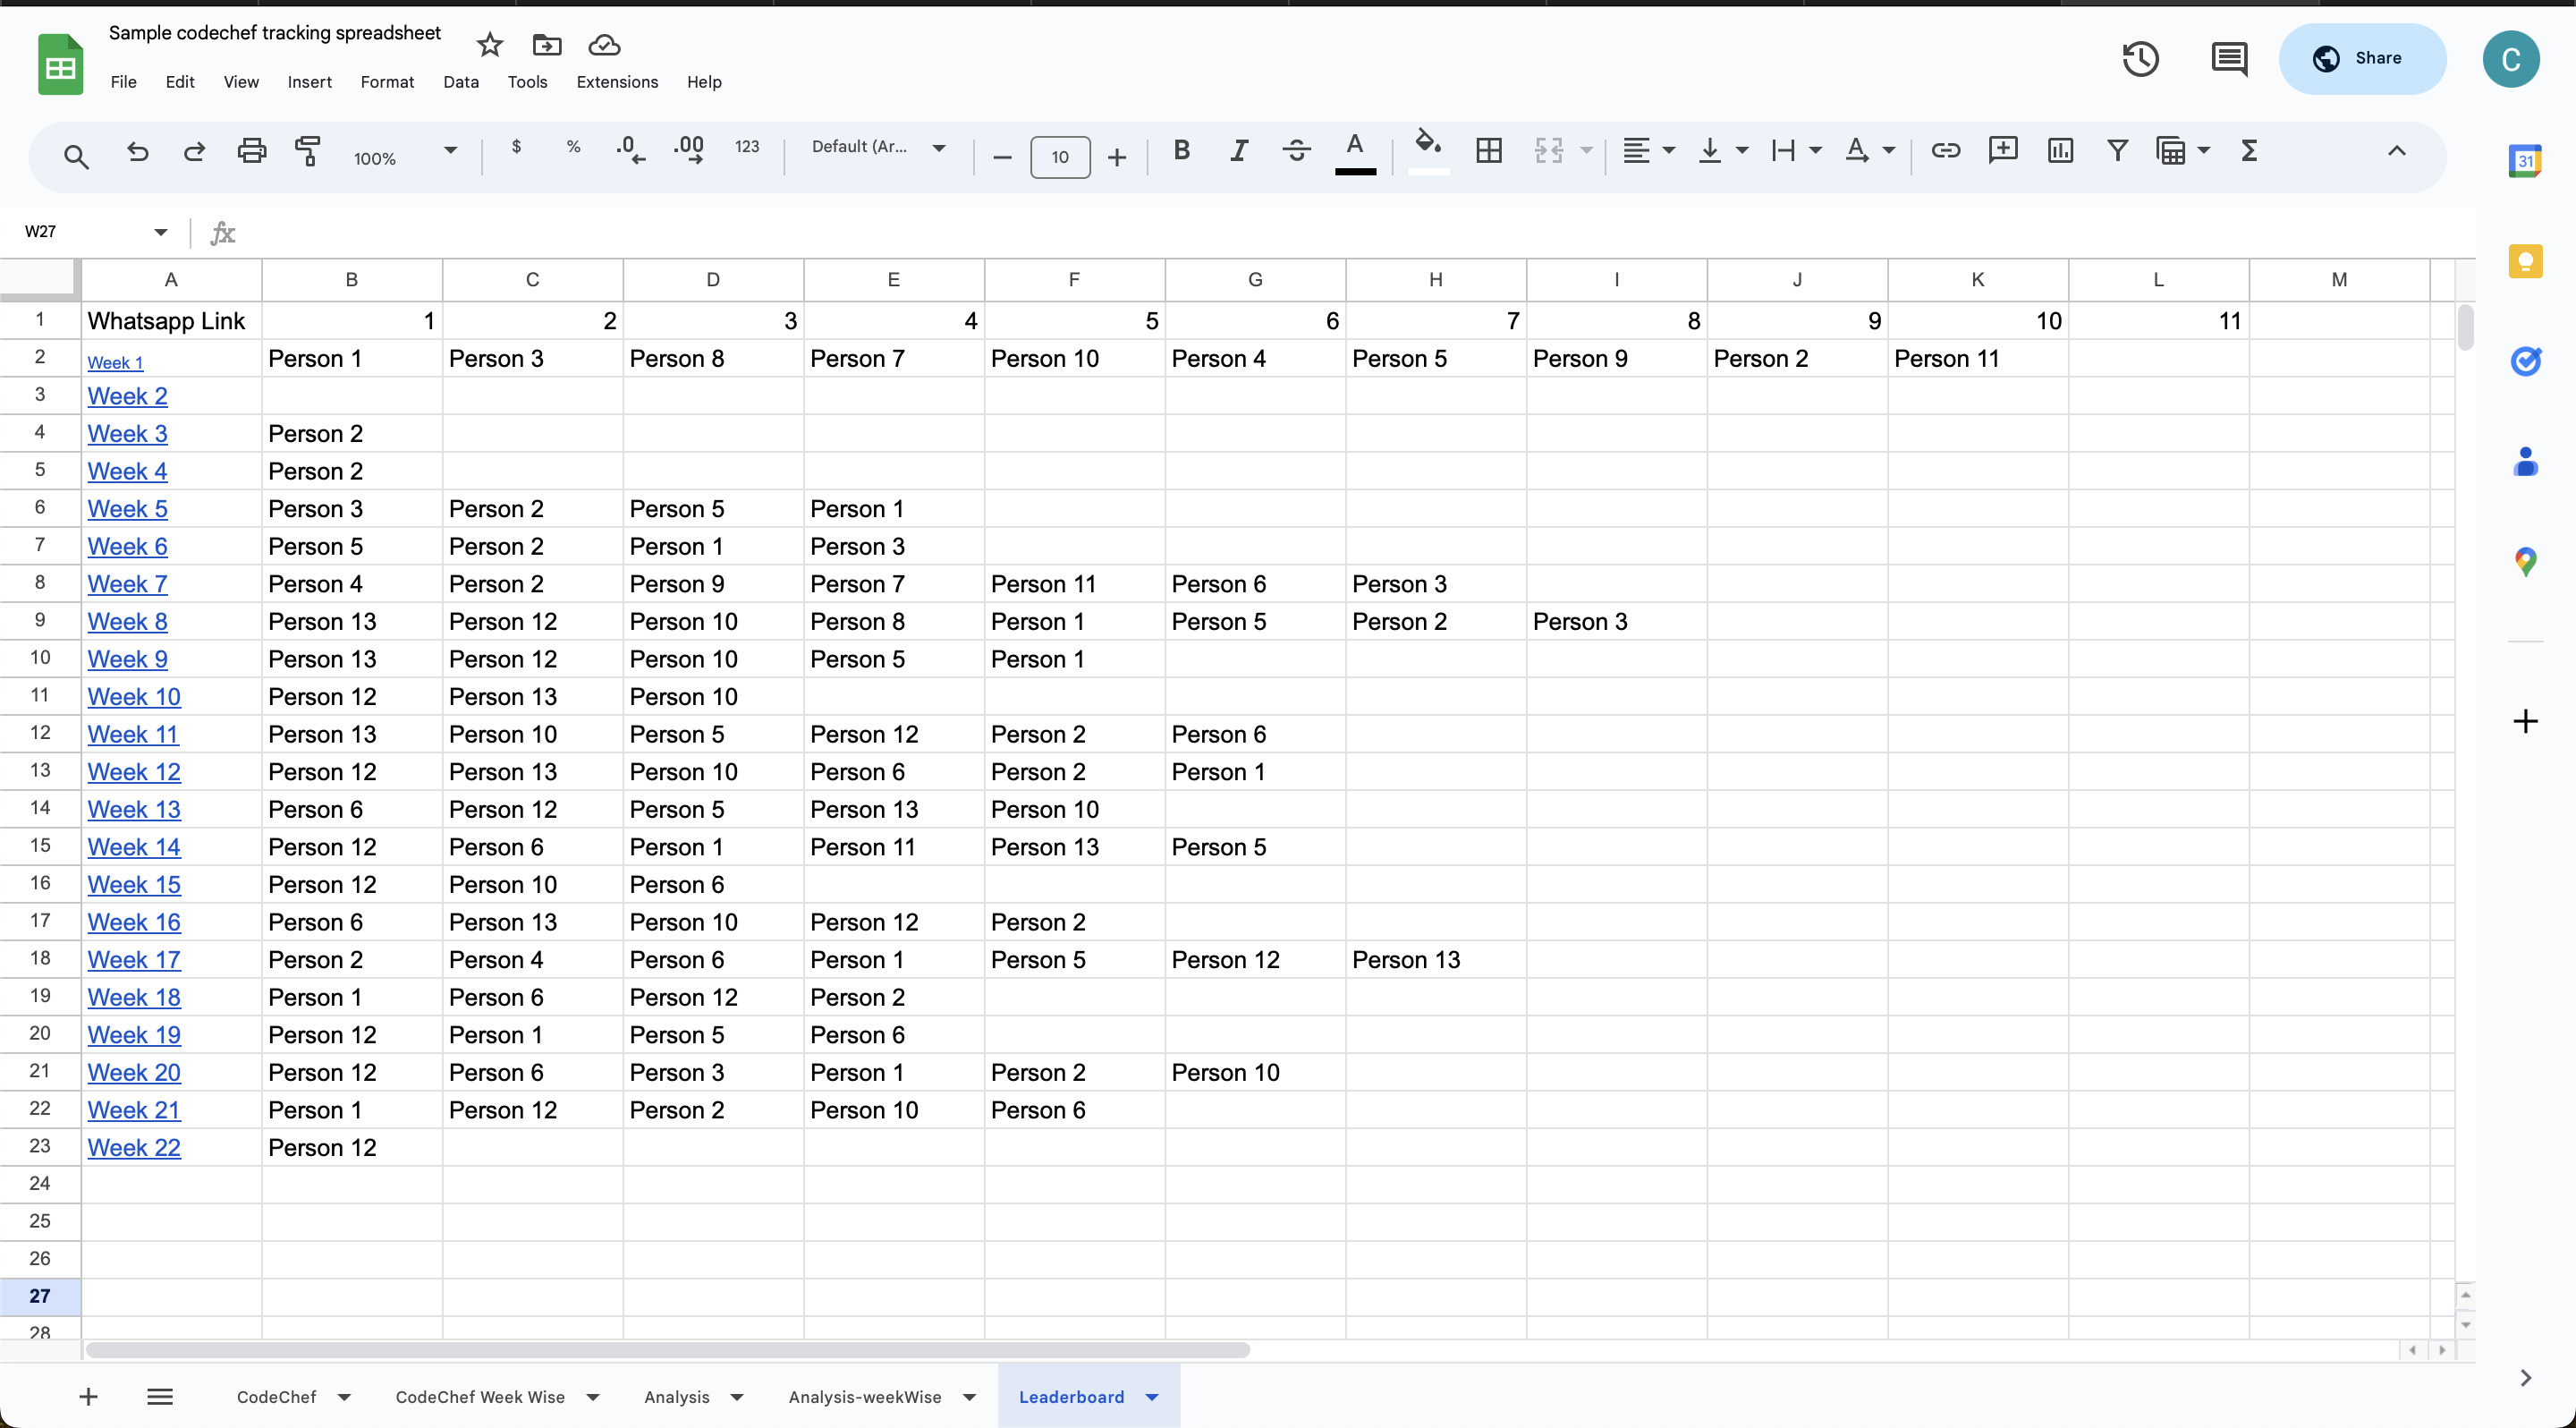 Sample codechef tracking spreadsheet
File Edit View Insert Format Data Tools Extensions Help
Share
C
100% $ % .0 .00 123 Default (Ar... 10 B I S A A Σ
31
W27 fx
A B C D E F G H I J K L M
1 Whatsapp Link 1 2 3 4 5 6 7 8 9 10 11
2 Week 1 Person 1 Person 3 Person 8 Person 7 Person 10 Person 4 Person 5 Person 9 Person 2 Person 11
3 Week 2
4 Week 3 Person 2
5 Week 4 Person 2
6 Week 5 Person 3 Person 2 Person 5 Person 1
7 Week 6 Person 5 Person 2 Person 1 Person 3
8 Week 7 Person 4 Person 2 Person 9 Person 7 Person 11 Person 6 Person 3
9 Week 8 Person 13 Person 12 Person 10 Person 8 Person 1 Person 5 Person 2 Person 3
10 Week 9 Person 13 Person 12 Person 10 Person 5 Person 1
11 Week 10 Person 12 Person 13 Person 10
12 Week 11 Person 13 Person 10 Person 5 Person 12 Person 2 Person 6
13 Week 12 Person 12 Person 13 Person 10 Person 6 Person 2 Person 1
14 Week 13 Person 6 Person 12 Person 5 Person 13 Person 10
15 Week 14 Person 12 Person 6 Person 1 Person 11 Person 13 Person 5
16 Week 15 Person 12 Person 10 Person 6
17 Week 16 Person 6 Person 13 Person 10 Person 12 Person 2
18 Week 17 Person 2 Person 4 Person 6 Person 1 Person 5 Person 12 Person 13
19 Week 18 Person 1 Person 6 Person 12 Person 2
20 Week 19 Person 12 Person 1 Person 5 Person 6
21 Week 20 Person 12 Person 6 Person 3 Person 1 Person 2 Person 10
22 Week 21 Person 1 Person 12 Person 2 Person 10 Person 6
23 Week 22 Person 12
24
25
26
27
28
CodeChef CodeChef Week Wise Analysis Analysis-weekWise Leaderboard